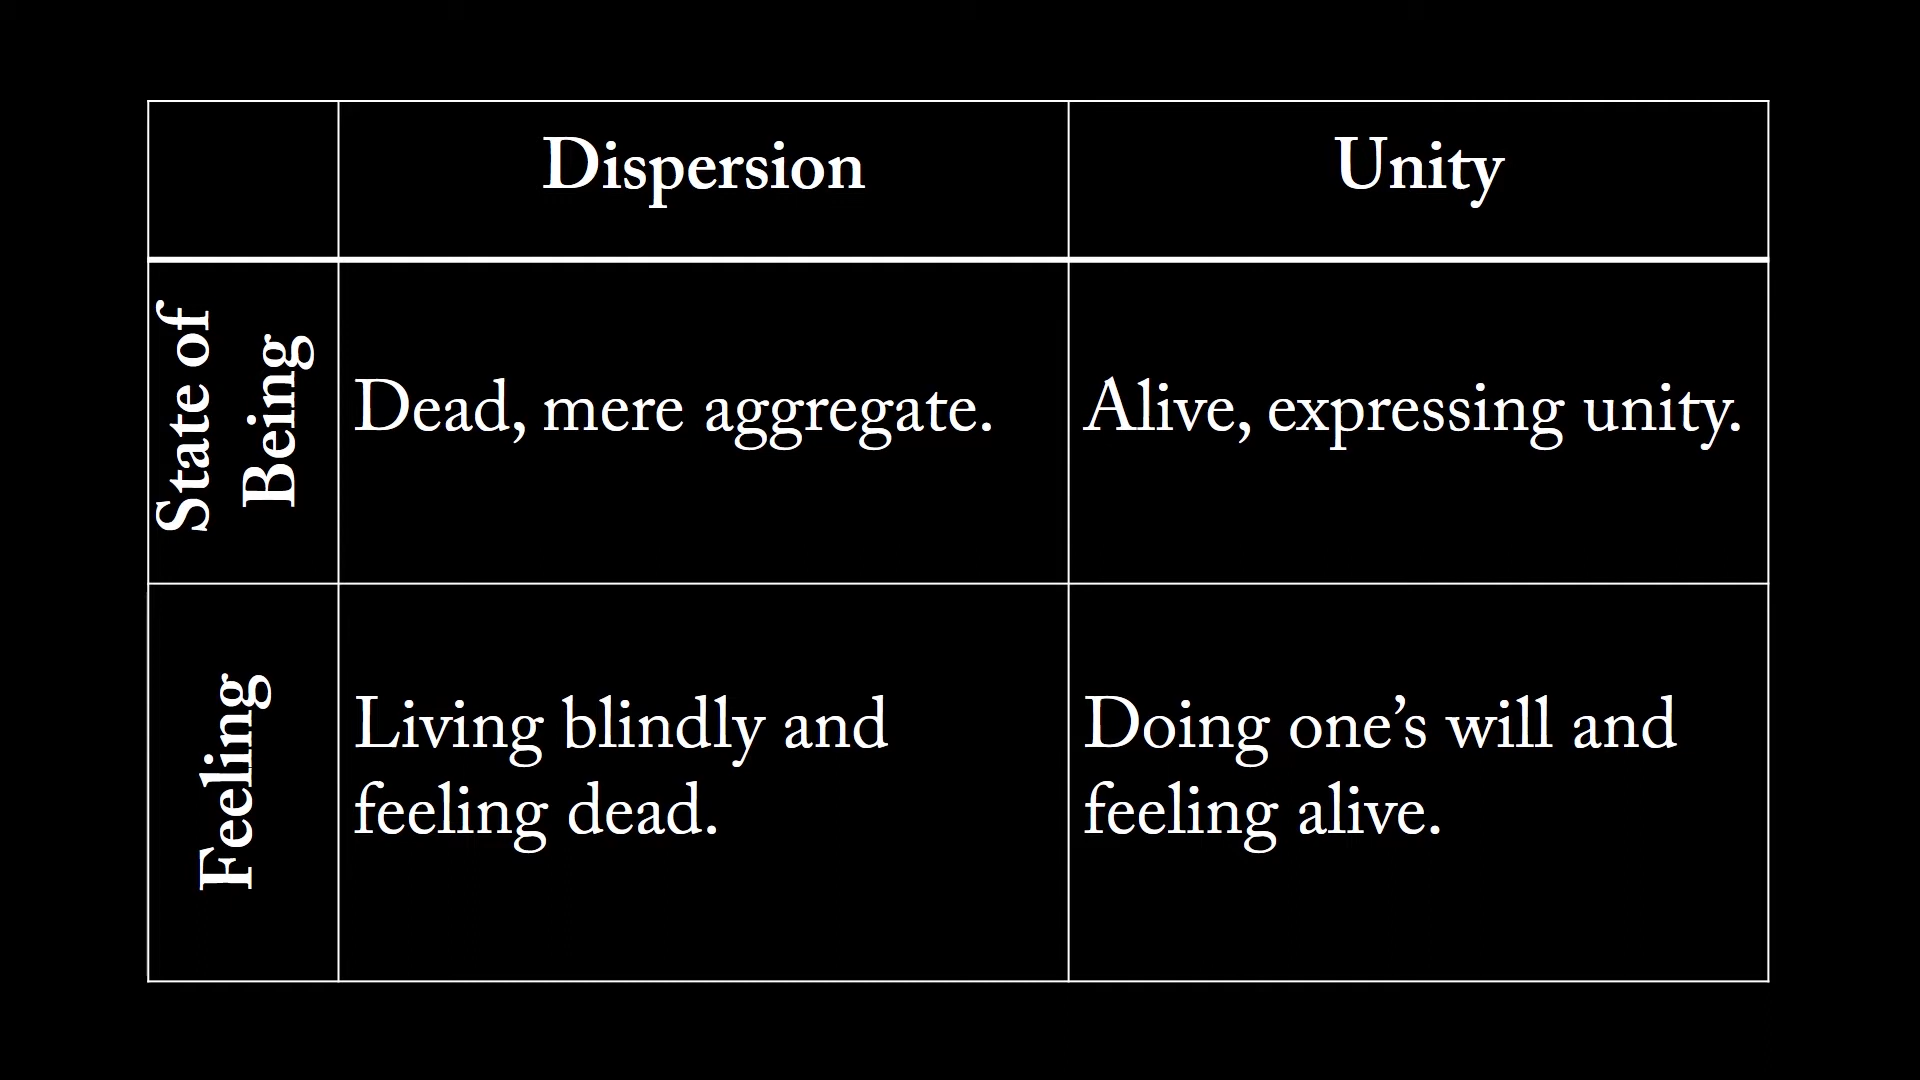 Dispersion
Unity
State of
Being
Dead, mere aggregate.
Alive, expressing unity.
Feeling
Living blindly and
feeling dead.
Doing one’s will and
feeling alive.